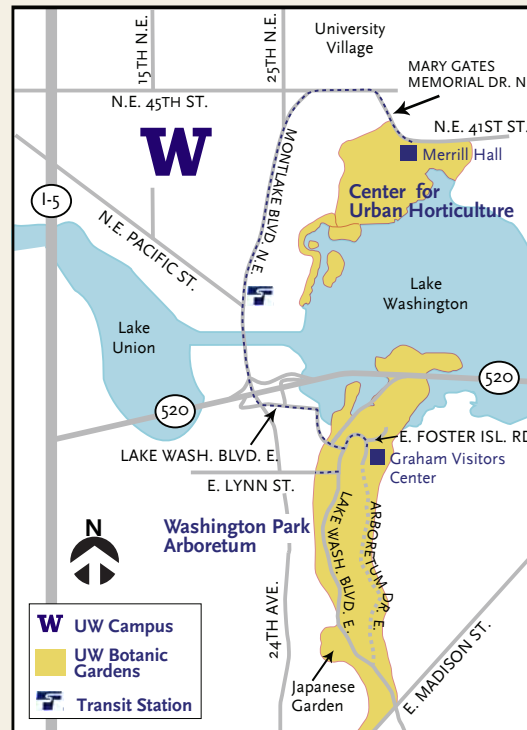 University
Village
15TH N.E.
25TH N.E.
MARY GATES
MEMORIAL DR. N
N.E. 45TH ST.
N.E. 41ST ST.
W
Merrill Hall
MONTLAKE BLVD. N.E.
I-5
Center for
Urban Horticulture
N.E. PACIFIC ST.
Lake
Washington
Lake
Union
520
520
LAKE WASH. BLVD. E.
E. FOSTER ISL. RD
Graham Visitors
Center
E. LYNN ST.
Washington Park
Arboretum
LAKE WASH. BLVD. E.
ARBORETUM DR. E.
N
24TH AVE.
E. MADISON ST.
Japanese
Garden
W UW Campus
UW Botanic
Gardens
Transit Station